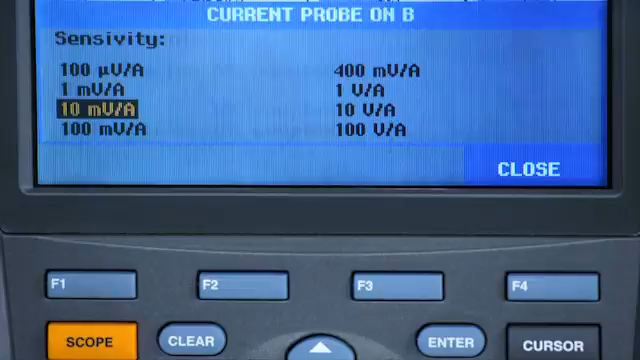 CURRENT PROBE ON B
Sensitivity:
100 µV/A
400 mV/A
1 mV/A
1 V/A
10 mV/A
10 V/A
100 mV/A
100 V/A
CLOSE
F1
F2
F3
F4
SCOPE
CLEAR
ENTER
CURSOR